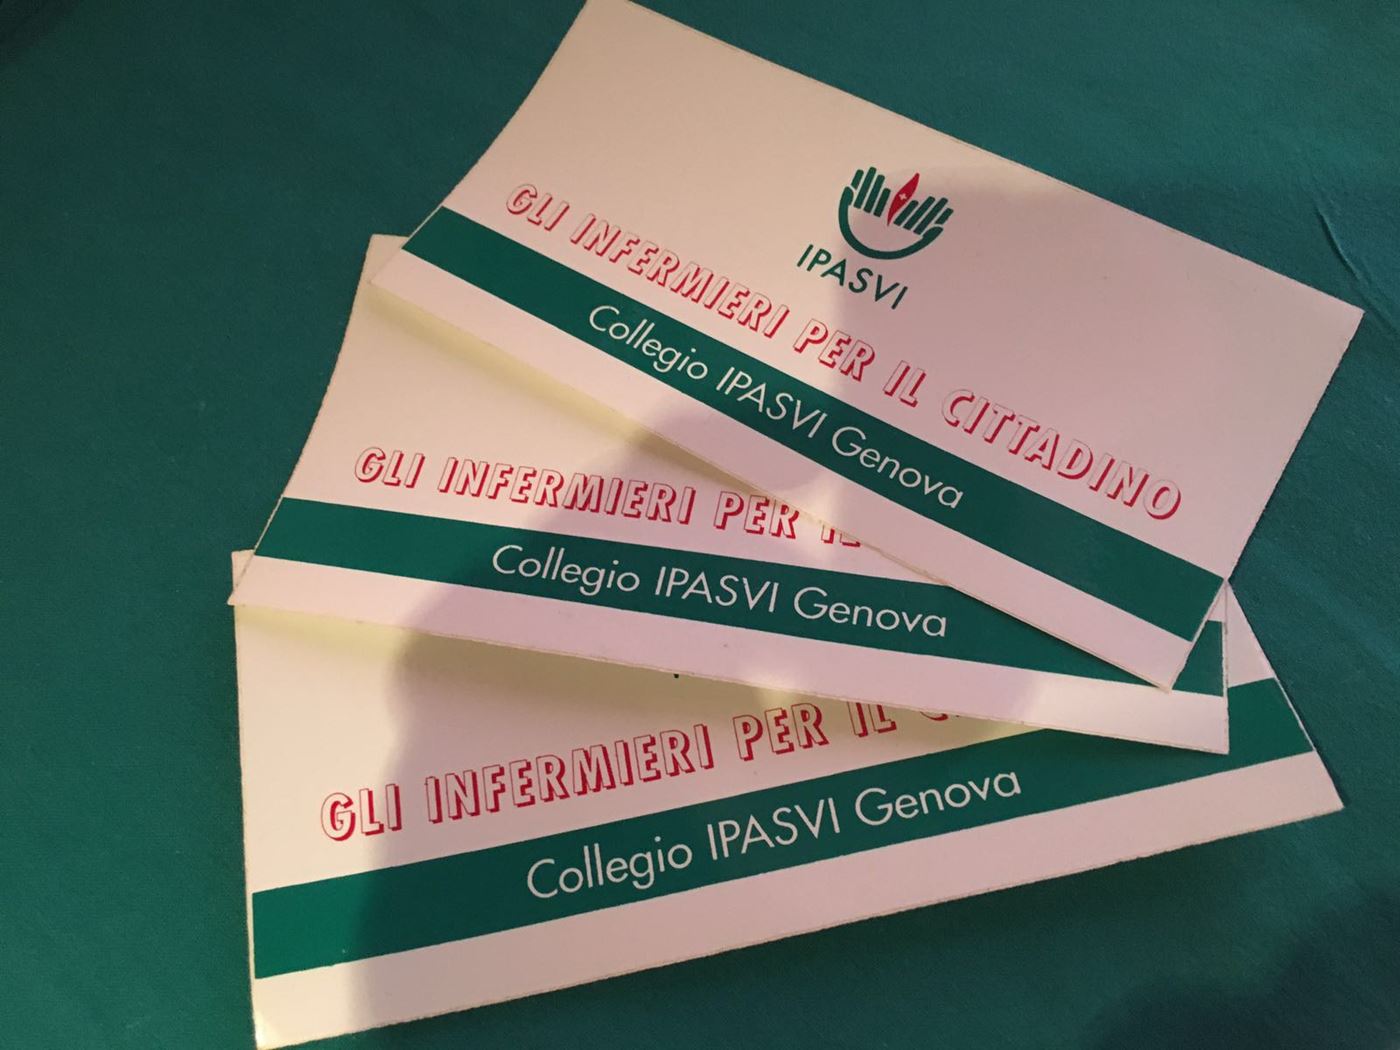 IPASVI
GLI INFERMIERI PER IL CITTADINO
Collegio IPASVI Genova
GLI INFERMIERI PER IL
Collegio IPASVI Genova
GLI INFERMIERI PER IL C
Collegio IPASVI Genova